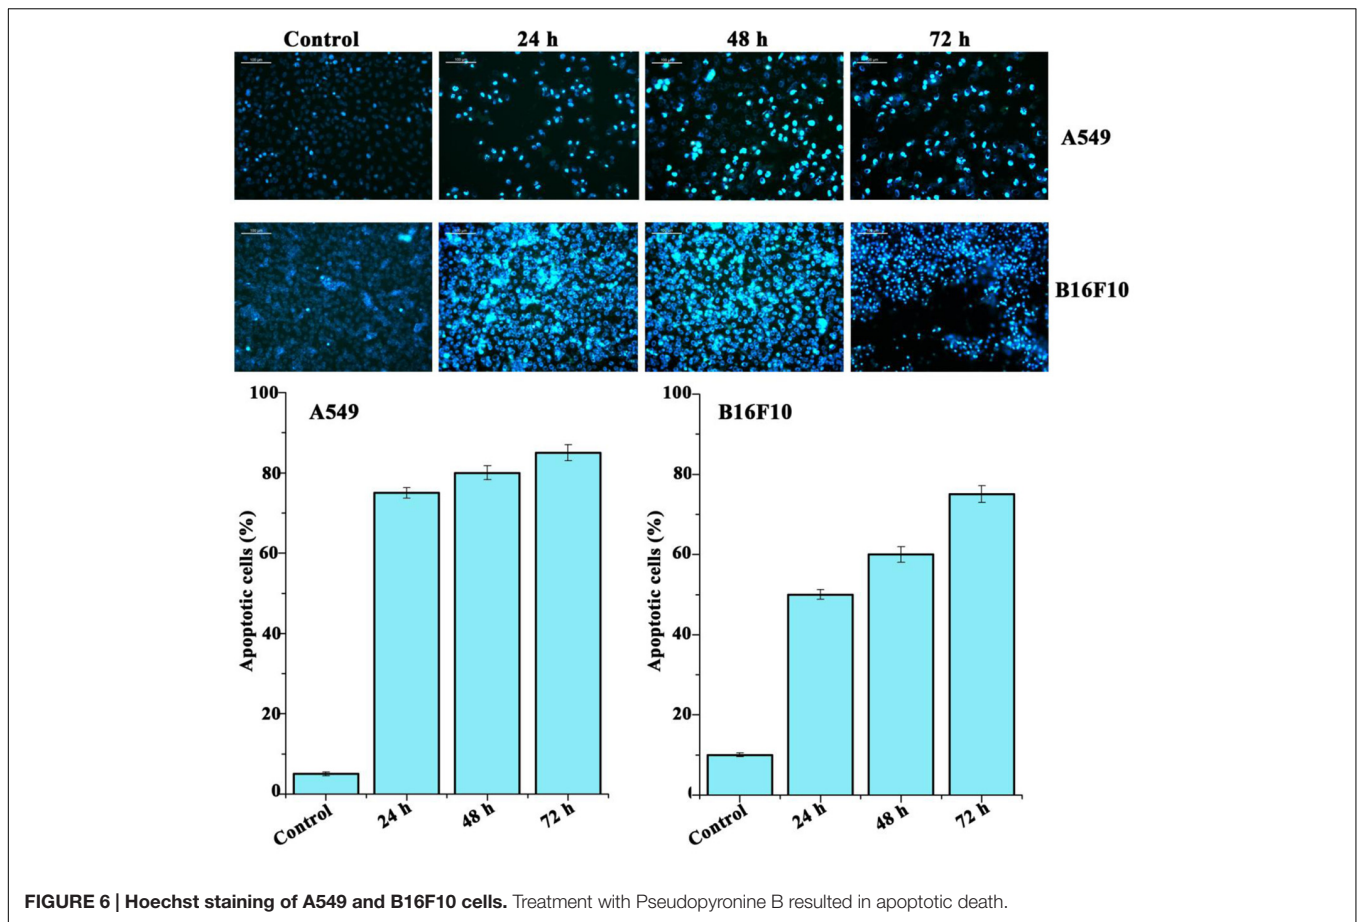 Control 24 h 48 h 72 h
A549
B16F10
A549
100
80
60
40
20
0
Apoptotic cells (%)
Control 24 h 48 h 72 h
B16F10
100
80
60
40
20
Apoptotic cells (%)
Control 24 h 48 h 72 h
FIGURE 6 | Hoechst staining of A549 and B16F10 cells. Treatment with Pseudopyronine B resulted in apoptotic death.